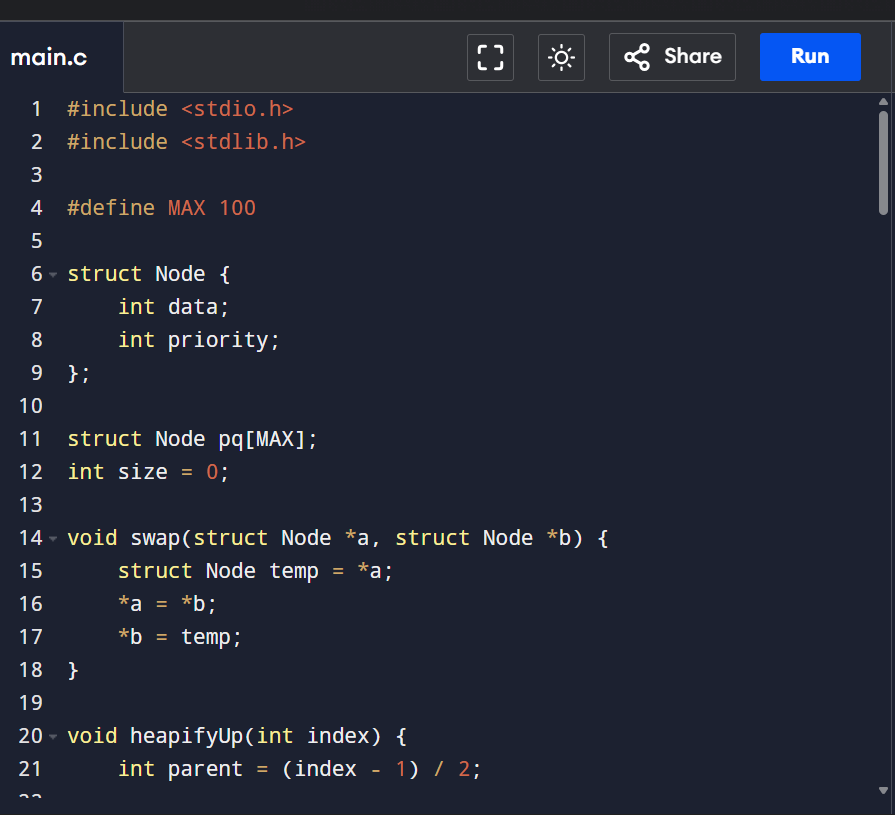 main.c Share Run
1 #include <stdio.h>
2 #include <stdlib.h>
3
4 #define MAX 100
5
6 struct Node {
7     int data;
8     int priority;
9 };
10
11 struct Node pq[MAX];
12 int size = 0;
13
14 void swap(struct Node *a, struct Node *b) {
15     struct Node temp = *a;
16     *a = *b;
17     *b = temp;
18 }
19
20 void heapifyUp(int index) {
21     int parent = (index - 1) / 2;